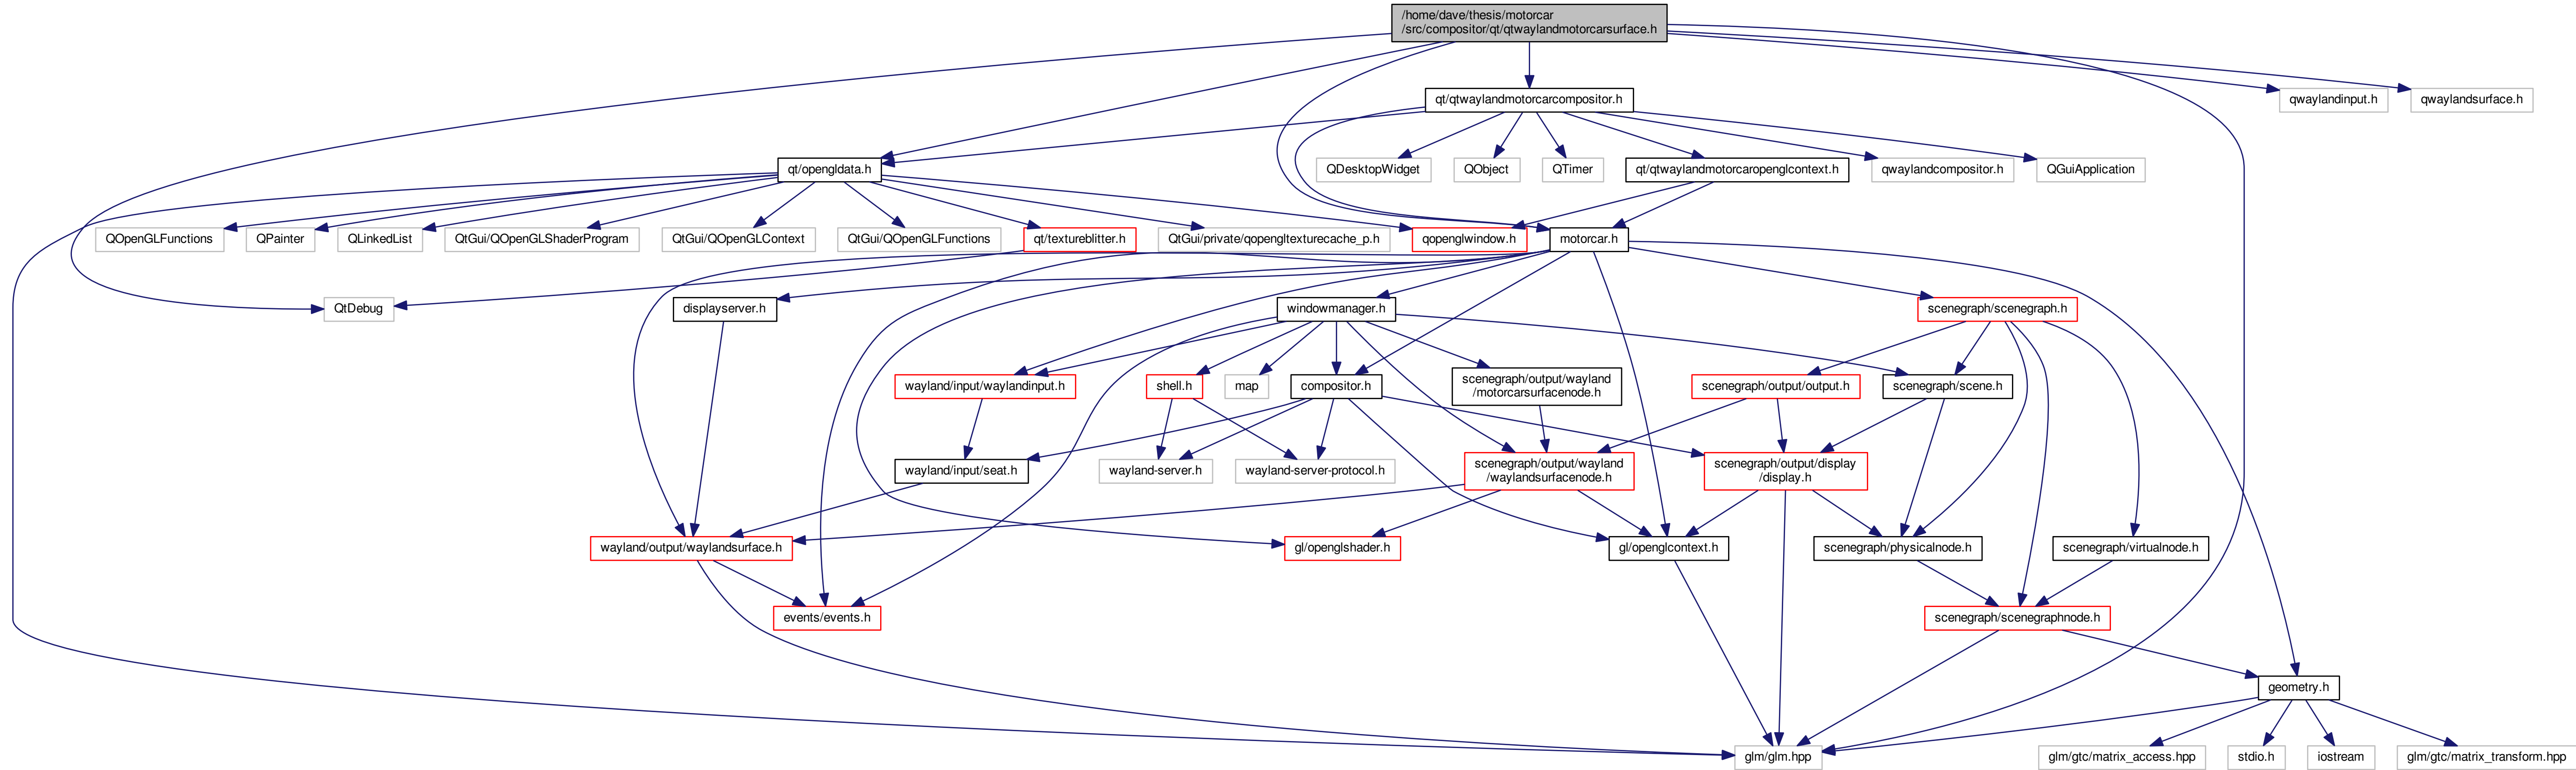 /home/dave/thesis/motorcar
/src/compositor/qt/qtwaylandmotorcarsurface.h
qt/qtwaylandmotorcarcompositor.h
qwaylandinput.h
qwaylandsurface.h
qt/opengldata.h
QDesktopWidget
QObject
QTimer
qt/qtwaylandmotorcaropenglcontext.h
qwaylandcompositor.h
QGuiApplication
QOpenGLFunctions
QPainter
QLinkedList
QtGui/QOpenGLShaderProgram
QtGui/QOpenGLContext
QtGui/QOpenGLFunctions
qt/textureblitter.h
QtGui/private/qopengltexturecache_p.h
qopenglwindow.h
motorcar.h
QtDebug
displayserver.h
windowmanager.h
scenegraph/scenegraph.h
wayland/input/waylandinput.h
shell.h
map
compositor.h
scenegraph/output/wayland
/motorcarsurfacenode.h
scenegraph/output/output.h
scenegraph/scene.h
wayland/input/seat.h
wayland-server.h
wayland-server-protocol.h
scenegraph/output/wayland
/waylandsurfacenode.h
scenegraph/output/display
/display.h
wayland/output/waylandsurface.h
gl/openglshader.h
gl/openglcontext.h
scenegraph/physicalnode.h
scenegraph/virtualnode.h
events/events.h
scenegraph/scenegraphnode.h
geometry.h
glm/glm.hpp
glm/gtc/matrix_access.hpp
stdio.h
iostream
glm/gtc/matrix_transform.hpp